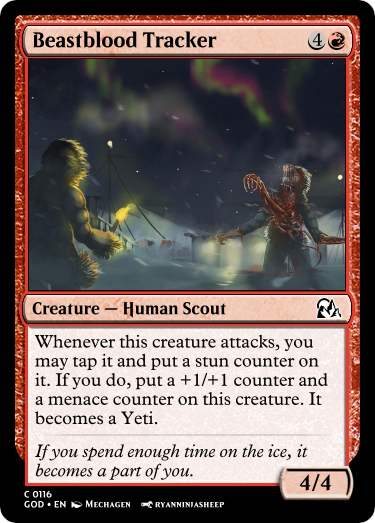 Beastblood Tracker 4
Creature — Human Scout
Whenever this creature attacks, you
may tap it and put a stun counter on
it. If you do, put a +1/+1 counter and
a menace counter on this creature. It
becomes a Yeti.
If you spend enough time on the ice, it
becomes a part of you.
4/4
C 0116
GOD • EN Mechagen RYANNINJASHEEP